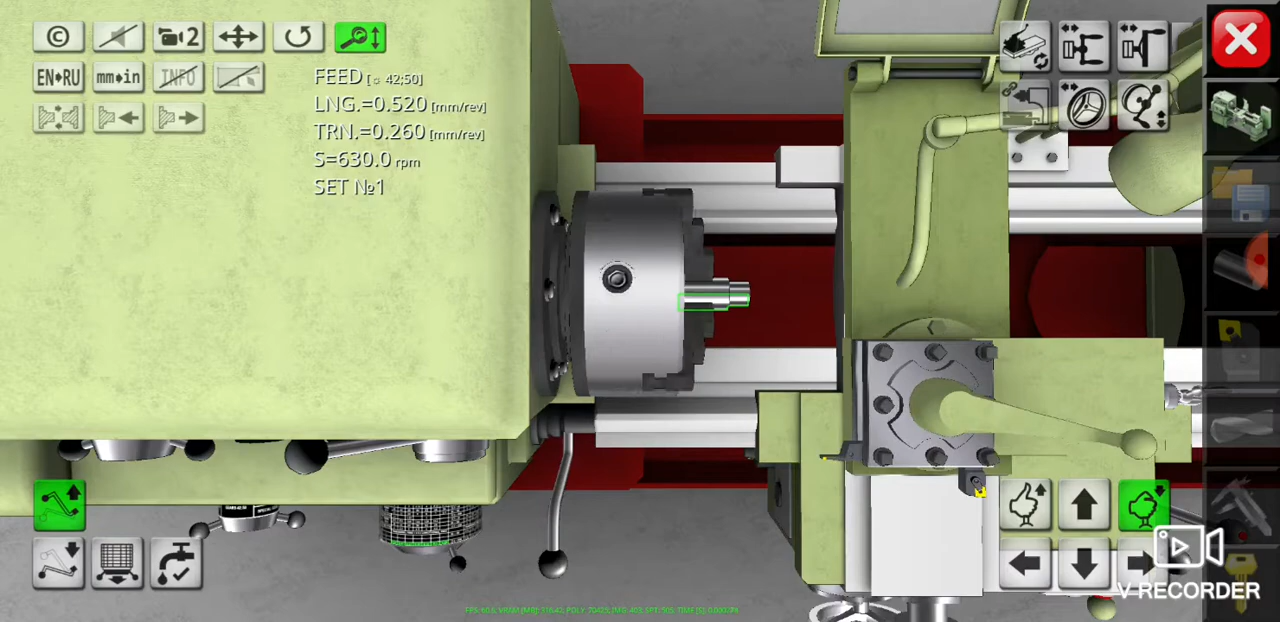 ©
2
EN→RU
mm→in
INFO
FEED [☼ 42;50]
LNG.=0.520 [mm/rev]
TRN.=0.260 [mm/rev]
S=630.0 rpm
SET №1
V RECORDER